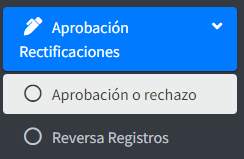 Aprobación
Rectificaciones
Aprobación o rechazo
Reversa Registros